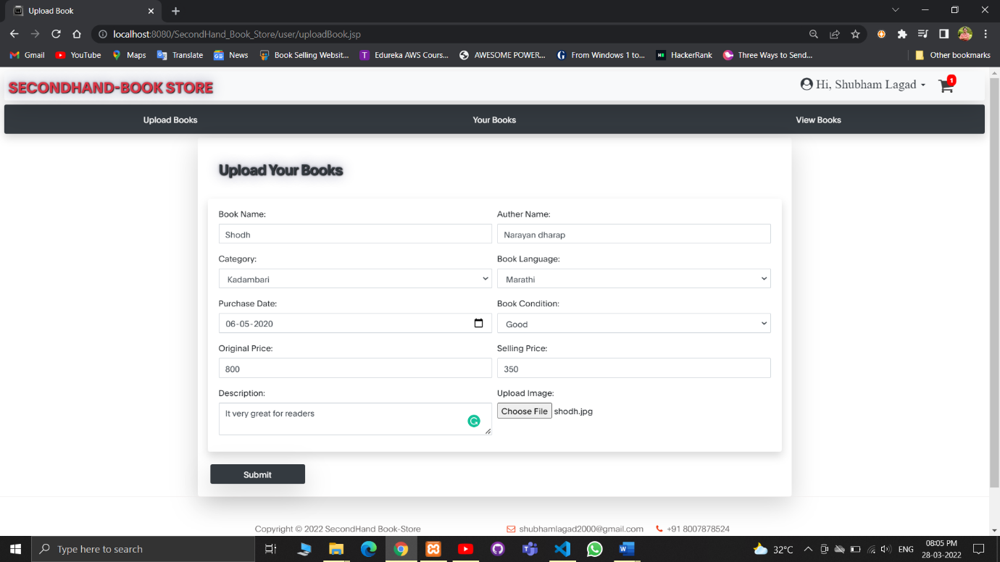 Upload Book
localhost:8080/SecondHand_Book_Store/user/uploadBook.jsp
Gmail YouTube Maps Translate News Book Selling Websit... Edureka AWS Cours... AWESOME POWER... From Windows 1 to... HackerRank Three Ways to Send... Other bookmarks
SECONDHAND-BOOK STORE Hi, Shubham Lagad 1
Upload Books Your Books View Books
Upload Your Books
Book Name: Auther Name:
Shodh Narayan dharap
Category: Book Language:
Kadambari Marathi
Purchase Date: Book Condition:
06-05-2020 Good
Original Price: Selling Price:
800 350
Description: Upload Image:
It very great for readers Choose File shodh.jpg
Submit
Copyright © 2022 SecondHand Book-Store shubhamlagad2000@gmail.com +91 8007878524
Type here to search 32°C ENG 08:05 PM
28-03-2022